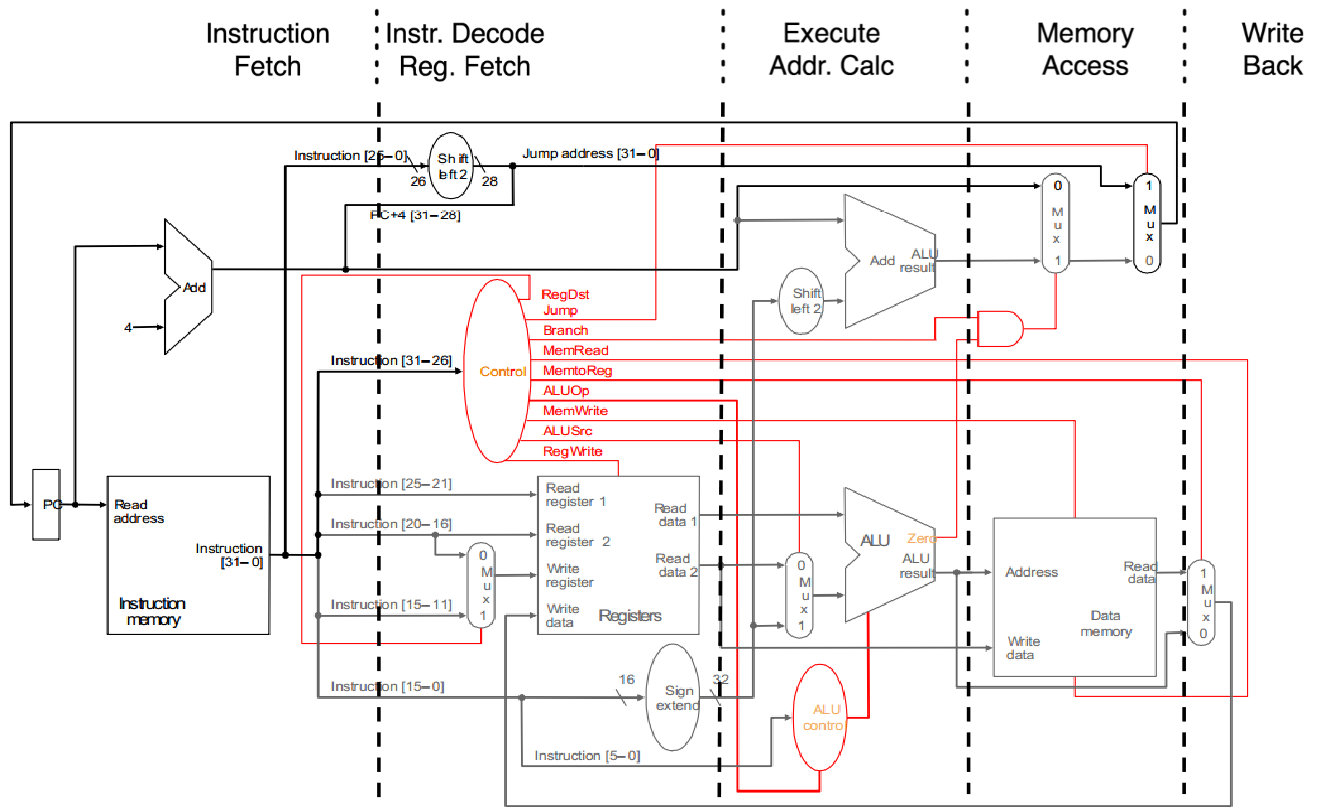 Instruction
Fetch
Instr. Decode
Reg. Fetch
Execute
Addr. Calc
Memory
Access
Write
Back
Instruction [25–0]
26
Shift
left 2
28
Jump address [31–0]
PC+4 [31–28]
Add
4
0
M
u
x
1
1
M
u
x
0
Add
ALU
result
Shift
left 2
RegDst
Jump
Branch
MemRead
MemtoReg
ALUOp
MemWrite
ALUSrc
RegWrite
Control
Instruction [31–26]
PC
Read
address
Instruction
[31–0]
Instruction
memory
Instruction [25–21]
Instruction [20–16]
Instruction [15–11]
Instruction [15–0]
Instruction [5–0]
0
M
u
x
1
Read
register 1
Read
register 2
Write
register
Write
data
Registers
Read
data 1
Read
data 2
16
Sign
extend
32
0
M
u
x
1
ALU
Zero
ALU
result
ALU
control
Address
Read
data
Write
data
Data
memory
1
M
u
x
0